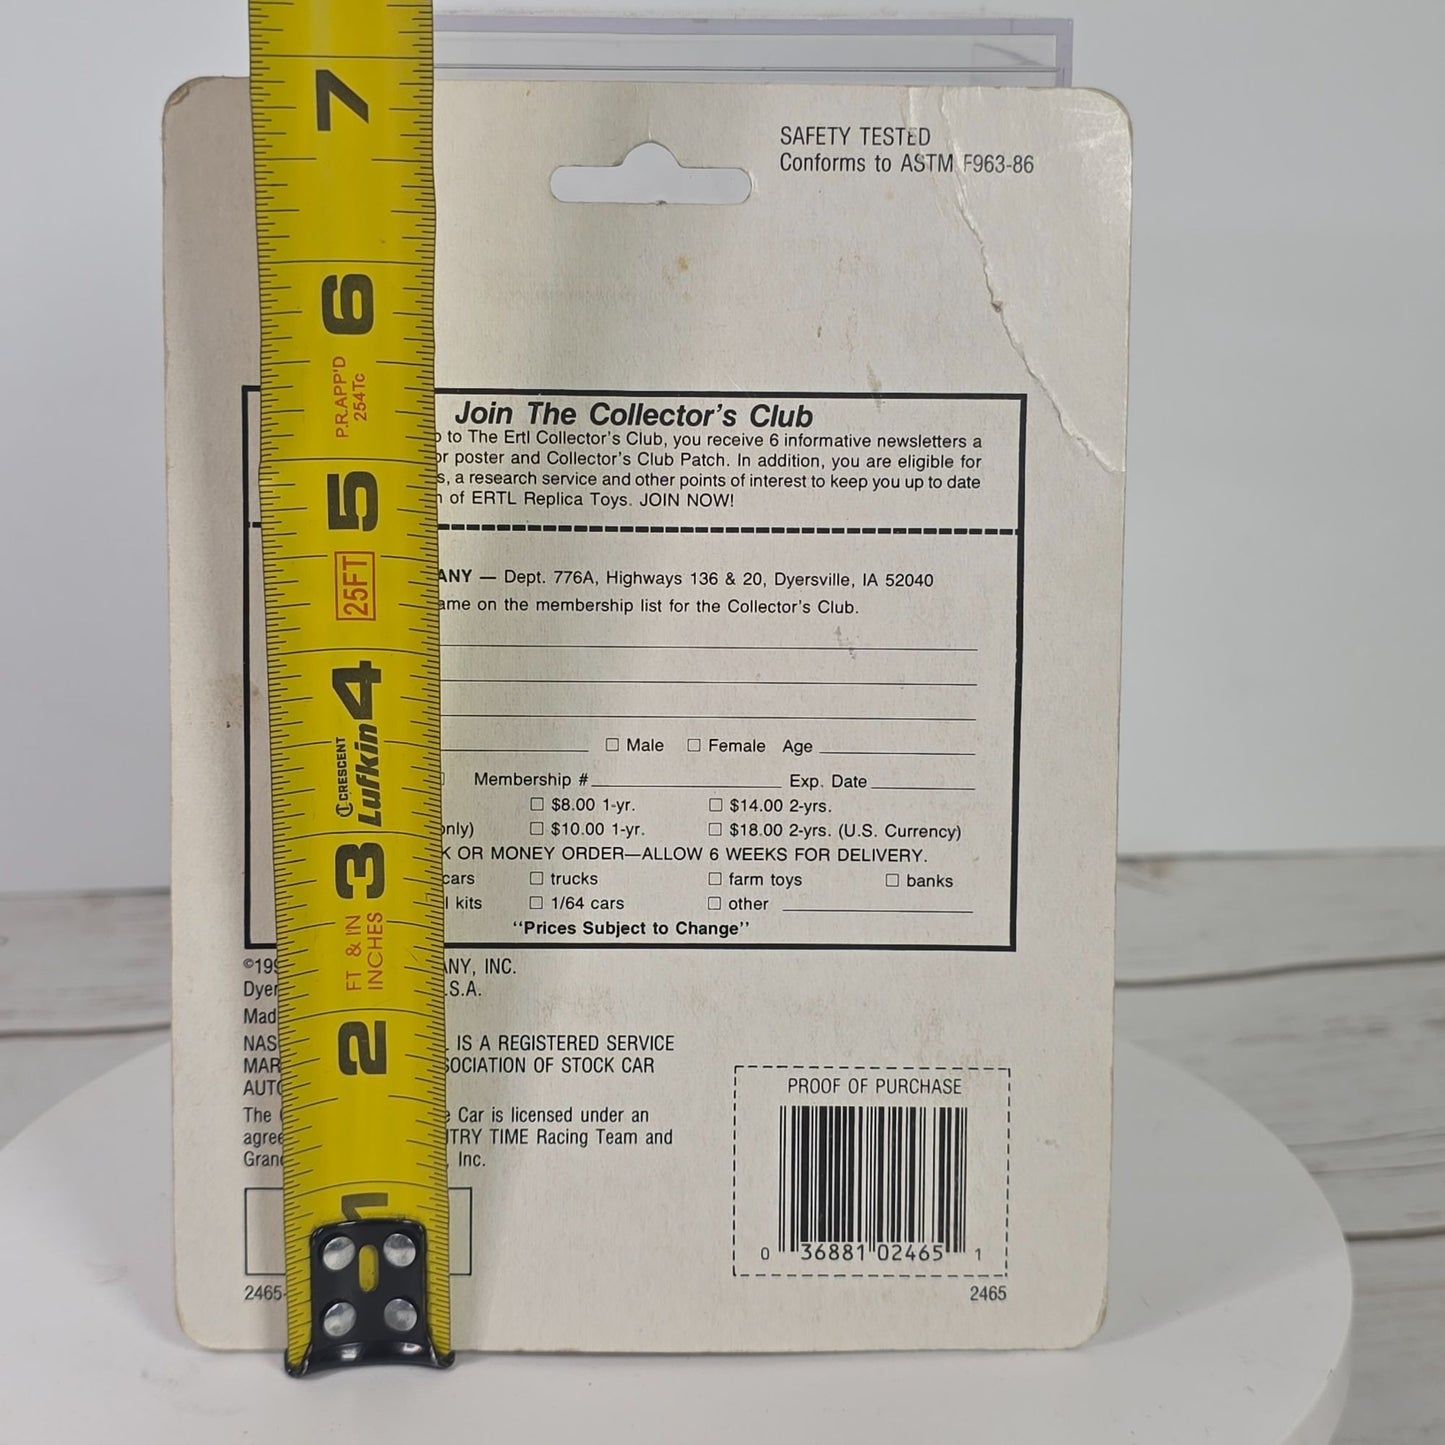 SAFETY TESTED
Conforms to ASTM F963-86
7
6
P.R. APP'D
254Tc
5
25FT
4
CRESCENT
Lufkin
3
FT & IN
INCHES
2
1
Join The Collector's Club
to The Ertl Collector's Club, you receive 6 informative newsletters a
or poster and Collector's Club Patch. In addition, you are eligible for
a research service and other points of interest to keep you up to date
of ERTL Replica Toys. JOIN NOW!
— Dept. 776A, Highways 136 & 20, Dyersville, IA 52040
on the membership list for the Collector's Club.
☐ Male ☐ Female Age
Membership # Exp. Date
☐ $8.00 1-yr. ☐ $14.00 2-yrs.
only) ☐ $10.00 1-yr. ☐ $18.00 2-yrs. (U.S. Currency)
OR MONEY ORDER—ALLOW 6 WEEKS FOR DELIVERY.
cars ☐ trucks ☐ farm toys ☐ banks
kits ☐ 1/64 cars ☐ other
"Prices Subject to Change"
INC.
S.A.
IS A REGISTERED SERVICE
OF STOCK CAR
The Car is licensed under an
TIME Racing Team and
Inc.
2465
PROOF OF PURCHASE
0 36881 02465 1
2465